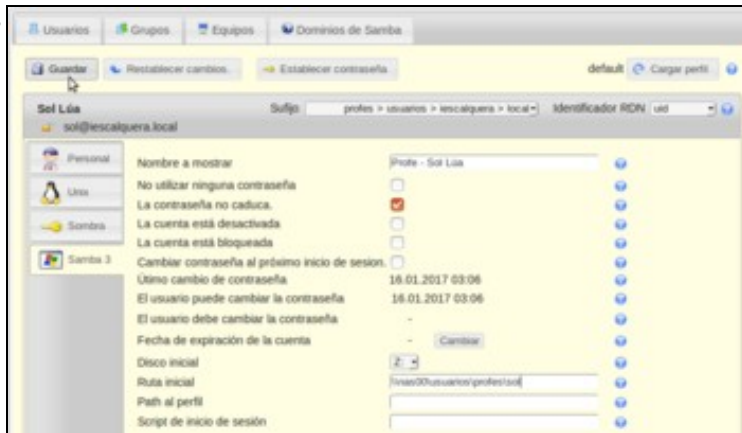 Usuarios Grupos Equipos Dominios de Samba
Guardar Restablecer cambios. Establecer contraseña default Cargar perfil
Sol Lúa Sufijo profes > usuarios > iescalquera > local Identificador RDN uid
sol@iescalquera.local
Personal
Unix
Sombra
Samba 3
Nombre a mostrar Profe - Sol Lúa
No utilizar ninguna contraseña
La contraseña no caduca.
La cuenta está desactivada
La cuenta está bloqueada
Cambiar contraseña al próximo inicio de sesion.
Útimo cambio de contraseña 16.01.2017 03:06
El usuario puede cambiar la contraseña 16.01.2017 03:06
El usuario debe cambiar la contraseña -
Fecha de expiración de la cuenta - Cambiar
Disco inicial Z:
Ruta inicial \\nas00\usuarios\profes\sol
Path al perfil
Script de inicio de sesión